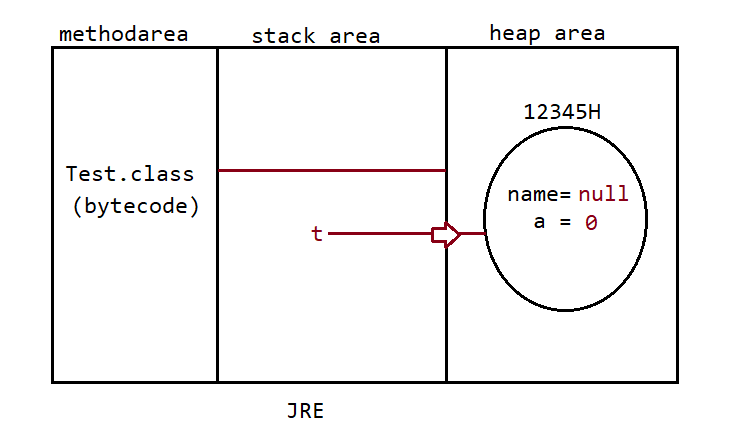 methodarea
stack area
heap area
12345H
Test.class
(bytecode)
name= null
a = 0
t
JRE